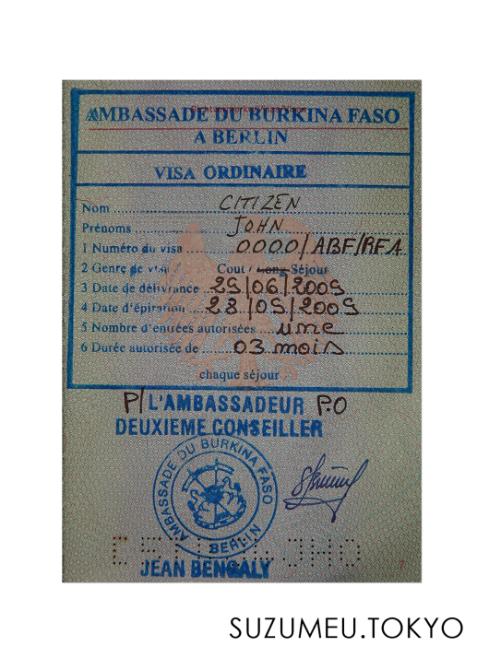 AMBASSADE DU BURKINA FASO
A BERLIN
VISA ORDINAIRE
Nom CITIZEN
Prénoms JOHN
1 Numéro du visa 0000/ABF/RFA
2 Genre de visa Cout / Long Séjour
3 Date de délivrance 25/06/2009
4 Date d'épiration 28/09/2009
5 Nombre d'entrées autorisées une
6 Durée autorisée de 03 mois
chaque séjour
P/L'AMBASSADEUR P.O
DEUXIEME CONSEILLER
AMBASSADE DU BURKINA FASO
BERLIN
JEAN BENGALY
7
SUZUMEU.TOKYO